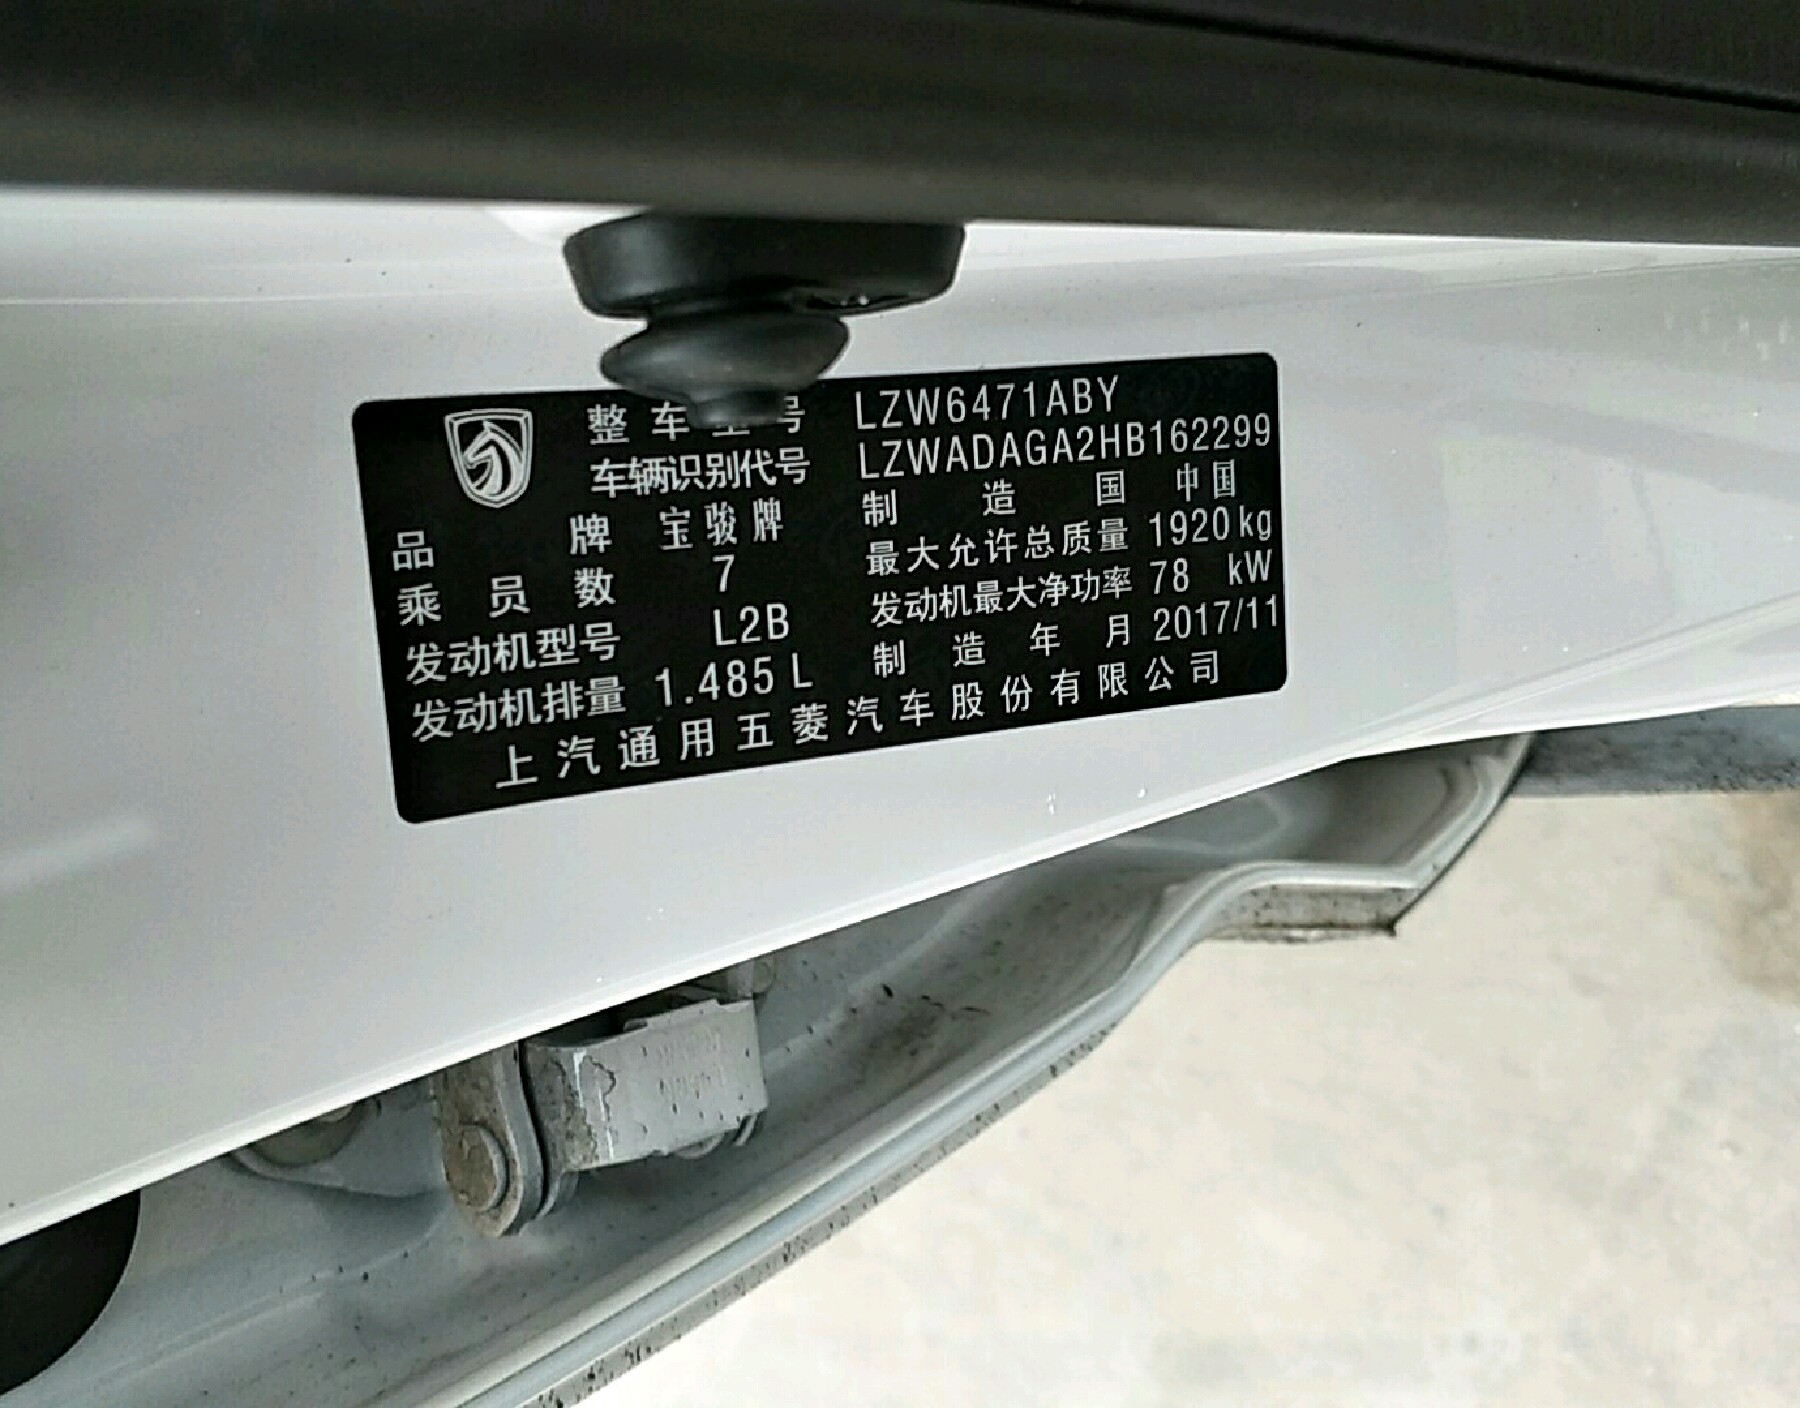 整车型号 LZW6471ABY
车辆识别代号 LZWADAGA2HB162299
品牌 宝骏牌 制造国 中国
乘员数 7 最大允许总质量 1920kg
发动机型号 L2B 发动机最大净功率 78 kW
发动机排量 1.485 L 制造年月 2017/11
上汽通用五菱汽车股份有限公司